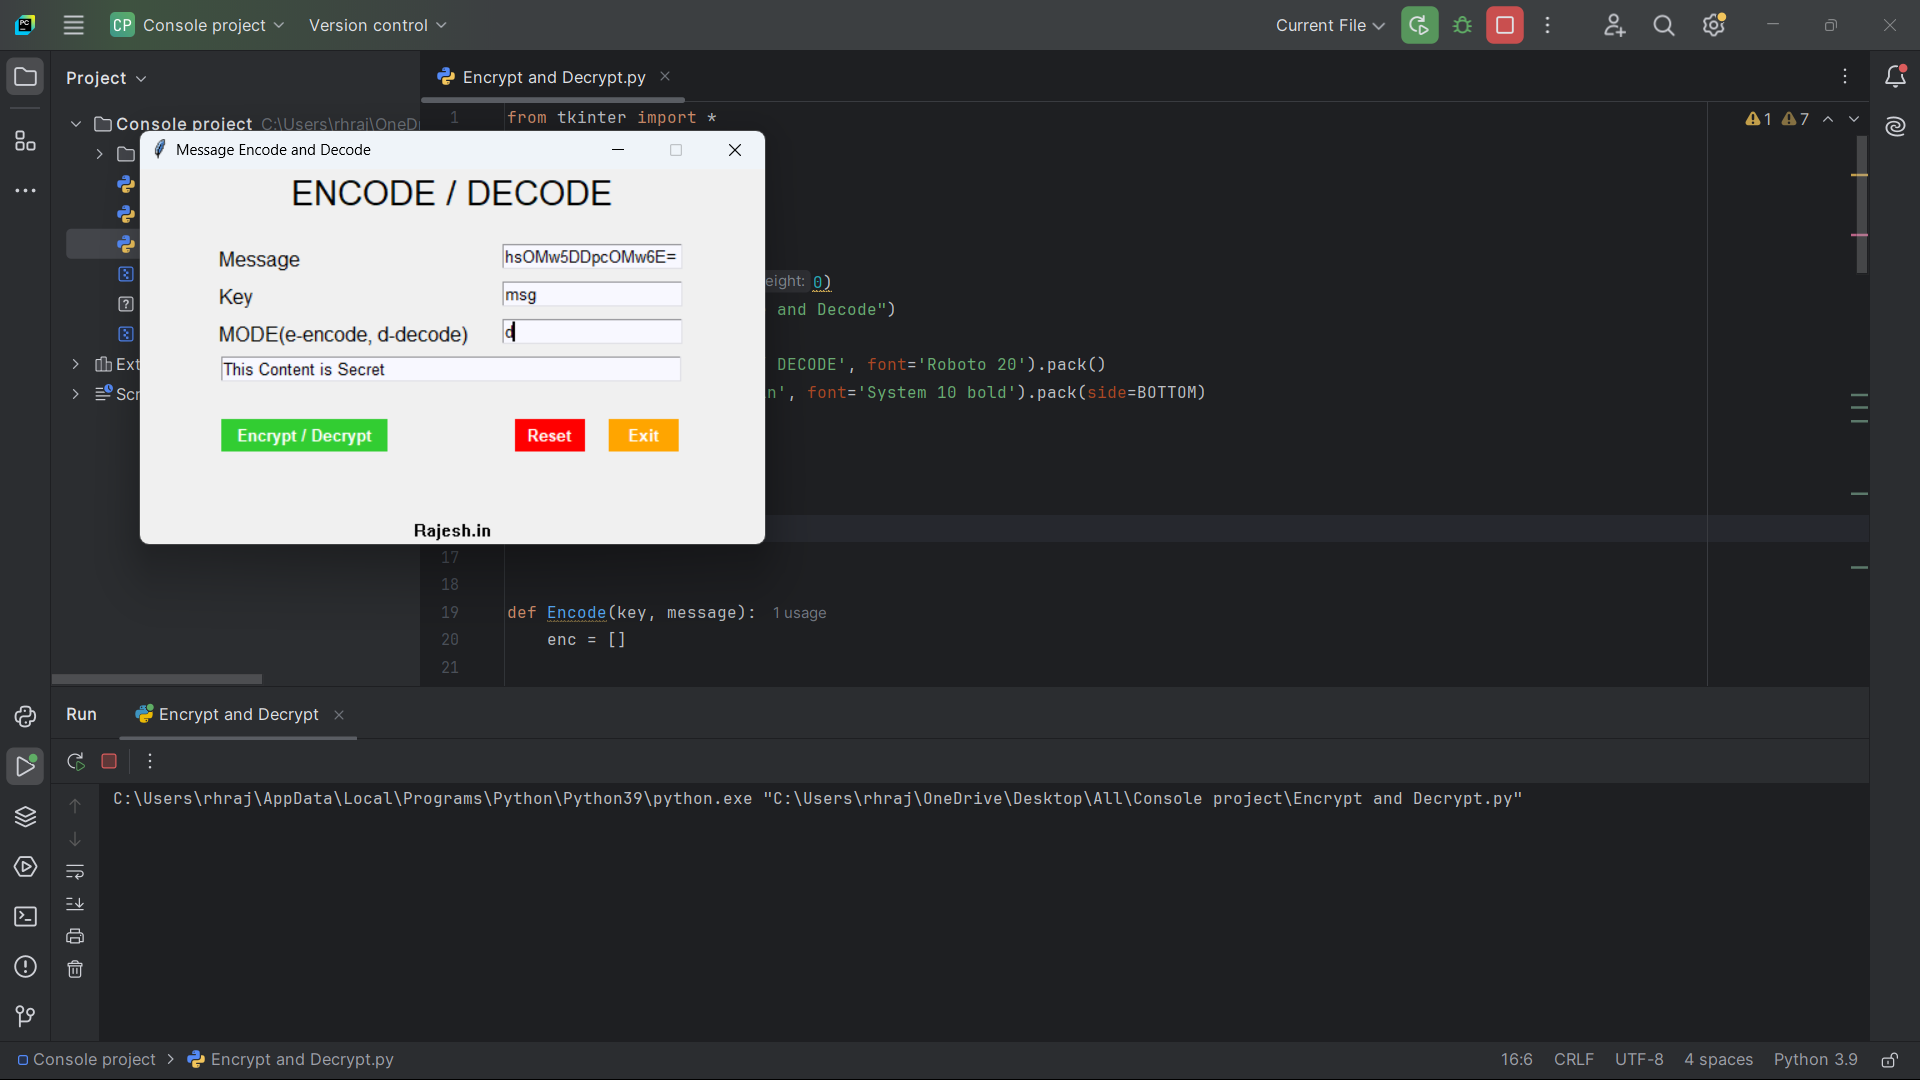 PC
CP Console project Version control Current File
Project
Encrypt and Decrypt.py
Console project C:\Users\rhraj\OneD
1 from tkinter import *
1 7
Message Encode and Decode
ENCODE / DECODE
Message hsOMw5DDpcOMw6E=
Key msg
MODE(e-encode, d-decode) d
This Content is Secret
Encrypt / Decrypt Reset Exit
Rajesh.in
eight: 0)
and Decode")
DECODE', font='Roboto 20').pack()
n', font='System 10 bold').pack(side=BOTTOM)
Ext
Scr
17
18
19 def Encode(key, message): 1 usage
20 enc = []
21
Run Encrypt and Decrypt
C:\Users\rhraj\AppData\Local\Programs\Python\Python39\python.exe "C:\Users\rhraj\OneDrive\Desktop\All\Console project\Encrypt and Decrypt.py"
Console project > Encrypt and Decrypt.py 16:6 CRLF UTF-8 4 spaces Python 3.9